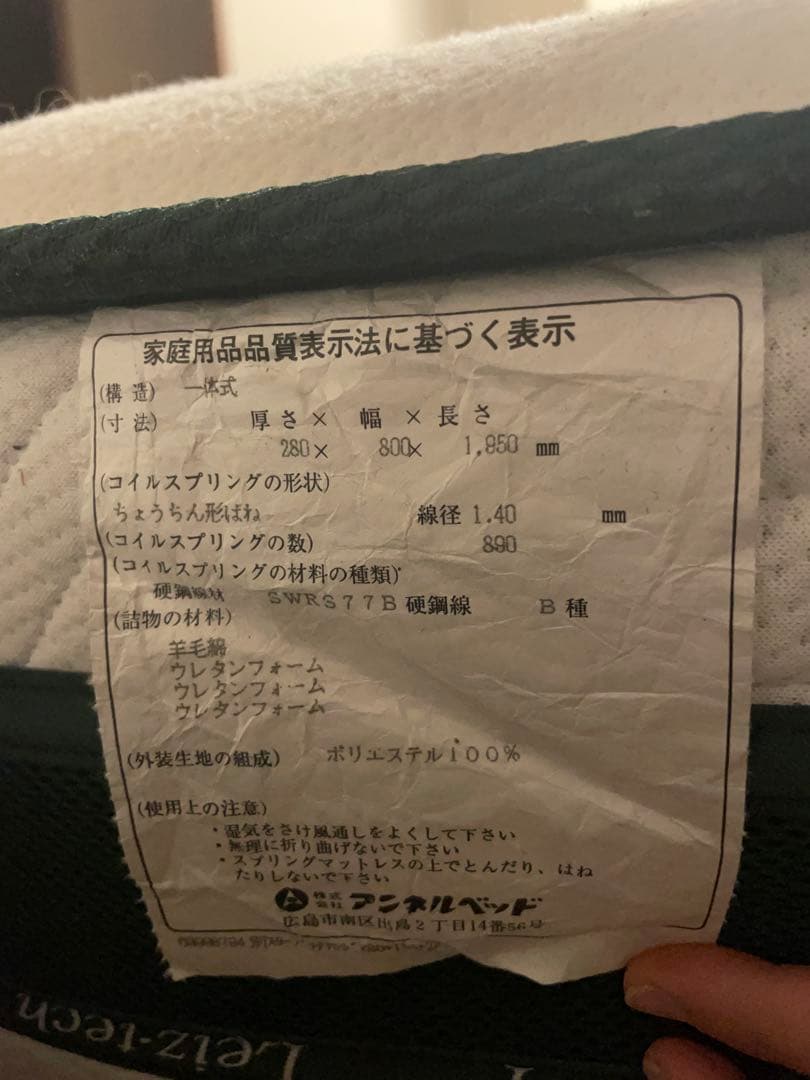 家庭用品品質表示法に基づく表示
(構造) 一体式
(寸法) 厚さ× 幅 ×長さ
280× 800× 1,950 mm
(コイルスプリングの形状)
ちょうちん形ばね 線径 1.40 mm
(コイルスプリングの数) 890
(コイルスプリングの材料の種類)
硬鋼線材 SWRS77B 硬鋼線 B種
(詰物の材料)
羊毛綿
ウレタンフォーム
ウレタンフォーム
ウレタンフォーム
(外装生地の組成) ポリエステル100%
(使用上の注意)
・湿気をさけ風通しをよくして下さい
・無理に折り曲げないで下さい
・スプリングマットレスの上でとんだり、はね
たりしないで下さい
株式会社 アンネルベッド
広島市南区出島2丁目14番56号
Leiz-tech